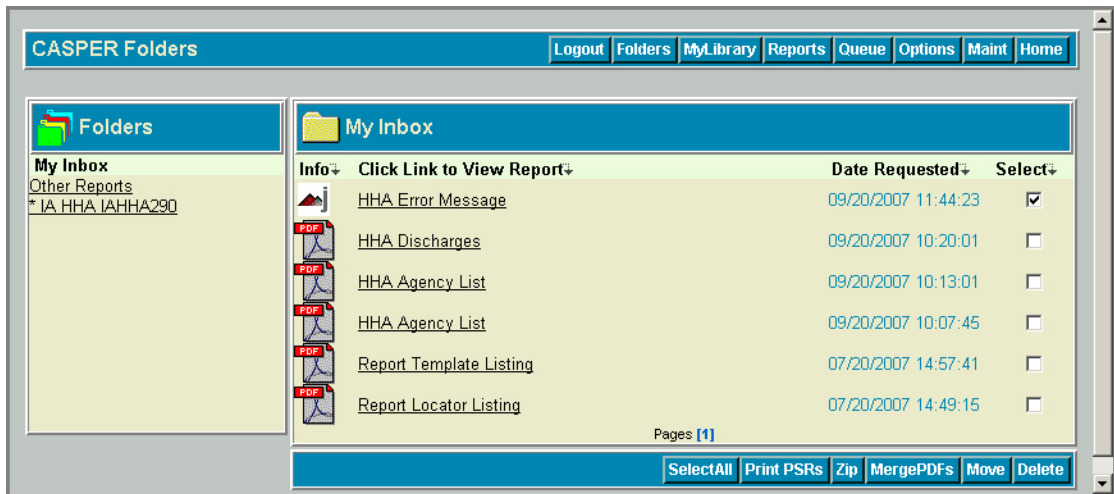 CASPER Folders Logout Folders MyLibrary Reports Queue Options Maint Home
Folders
My Inbox
Other Reports
* IA HHA IAHHA290
My Inbox
Info Click Link to View Report Date Requested Select
j HHA Error Message 09/20/2007 11:44:23
PDF HHA Discharges 09/20/2007 10:20:01
PDF HHA Agency List 09/20/2007 10:13:01
PDF HHA Agency List 09/20/2007 10:07:45
PDF Report Template Listing 07/20/2007 14:57:41
PDF Report Locator Listing 07/20/2007 14:49:15
Pages [1]
SelectAll Print PSRs Zip MergePDFs Move Delete